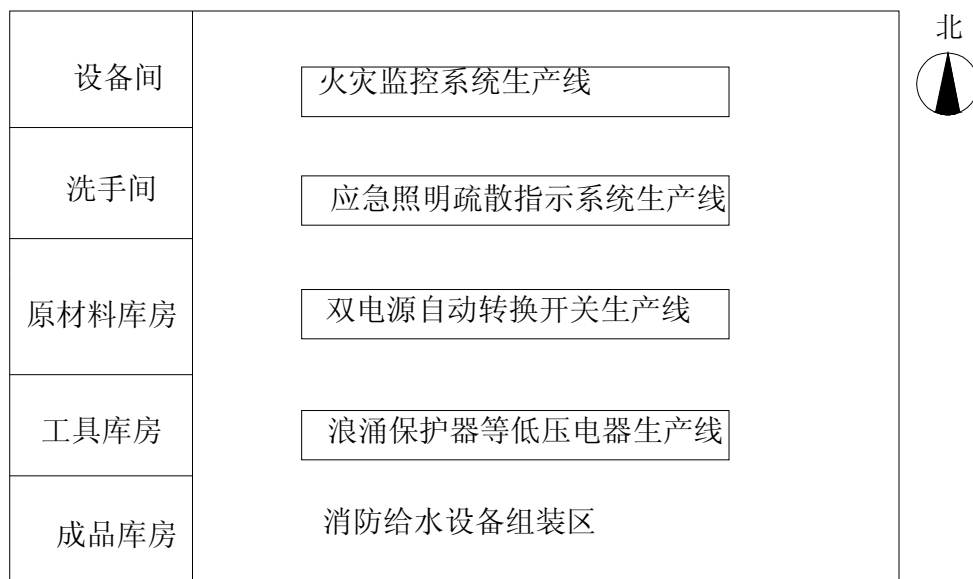 北
设备间
火灾监控系统生产线
洗手间
应急照明疏散指示系统生产线
原材料库房
双电源自动转换开关生产线
工具库房
浪涌保护器等低压电器生产线
成品库房
消防给水设备组装区